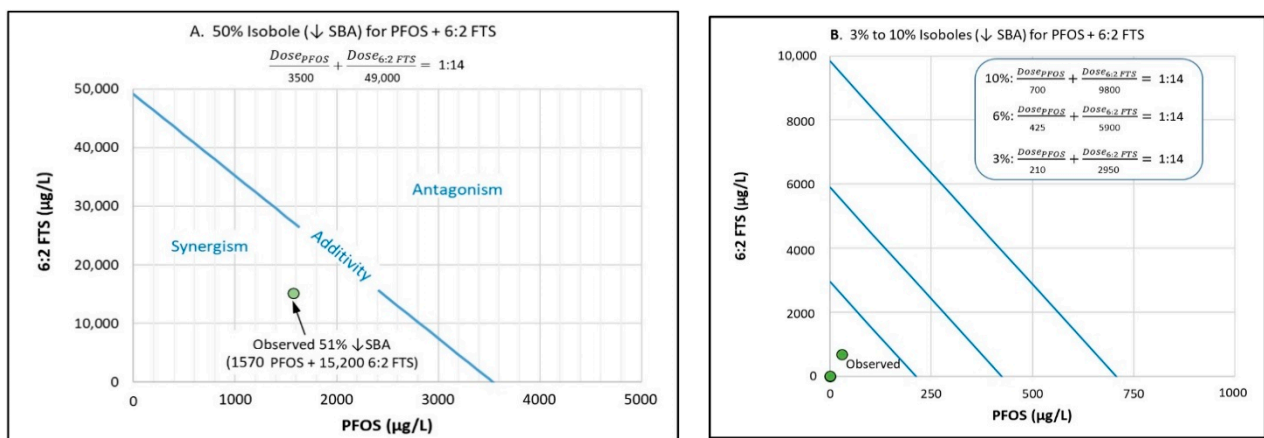 A. 50% Isobole (↓ SBA) for PFOS + 6:2 FTS
Dose_PFOS / 3500 + Dose_6:2 FTS / 49,000 = 1:14
50,000
40,000
30,000
20,000
10,000
0
6:2 FTS (µg/L)
Antagonism
Synergism
Additivity
Observed 51% ↓SBA
(1570 PFOS + 15,200 6:2 FTS)
0 1000 2000 3000 4000 5000
PFOS (µg/L)
B. 3% to 10% Isoboles (↓ SBA) for PFOS + 6:2 FTS
10%: Dose_PFOS / 700 + Dose_6:2 FTS / 9800 = 1:14
6%: Dose_PFOS / 425 + Dose_6:2 FTS / 5900 = 1:14
3%: Dose_PFOS / 210 + Dose_6:2 FTS / 2950 = 1:14
10,000
8000
6000
4000
2000
0
6:2 FTS (µg/L)
Observed
0 250 500 750 1000
PFOS (µg/L)